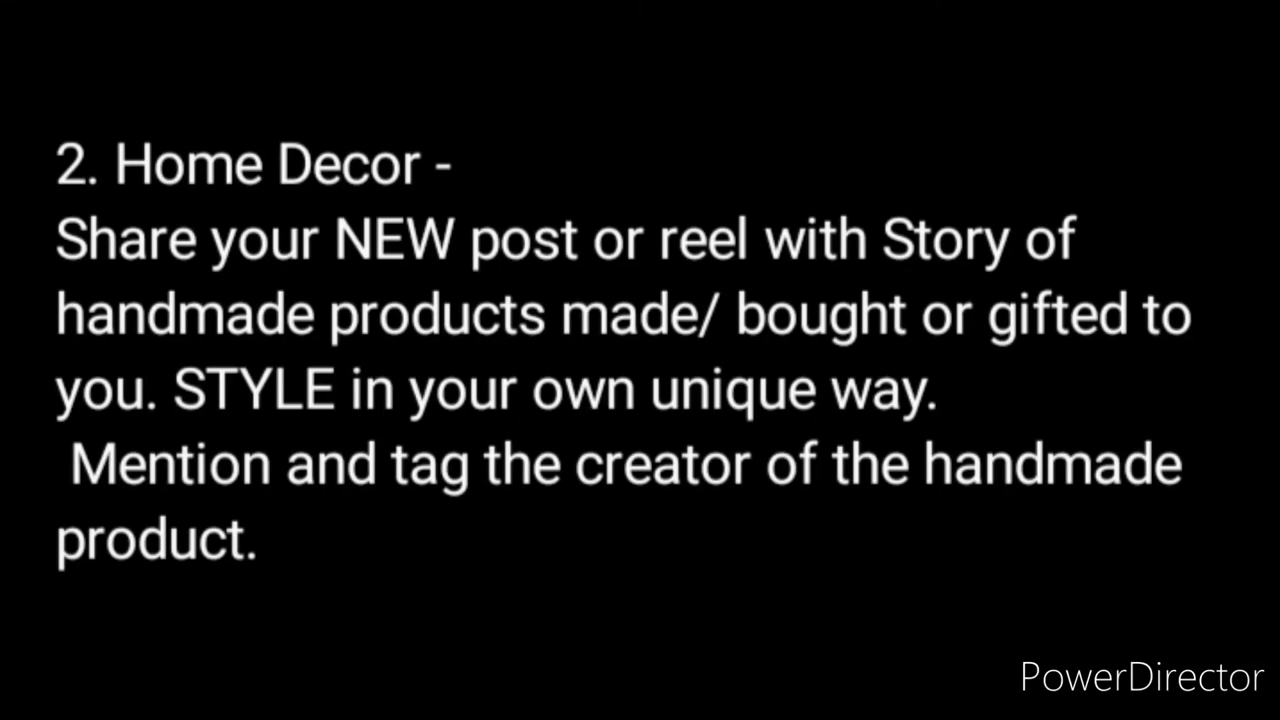 2. Home Decor -
Share your NEW post or reel with Story of
handmade products made/ bought or gifted to
you. STYLE in your own unique way.
Mention and tag the creator of the handmade
product.
PowerDirector